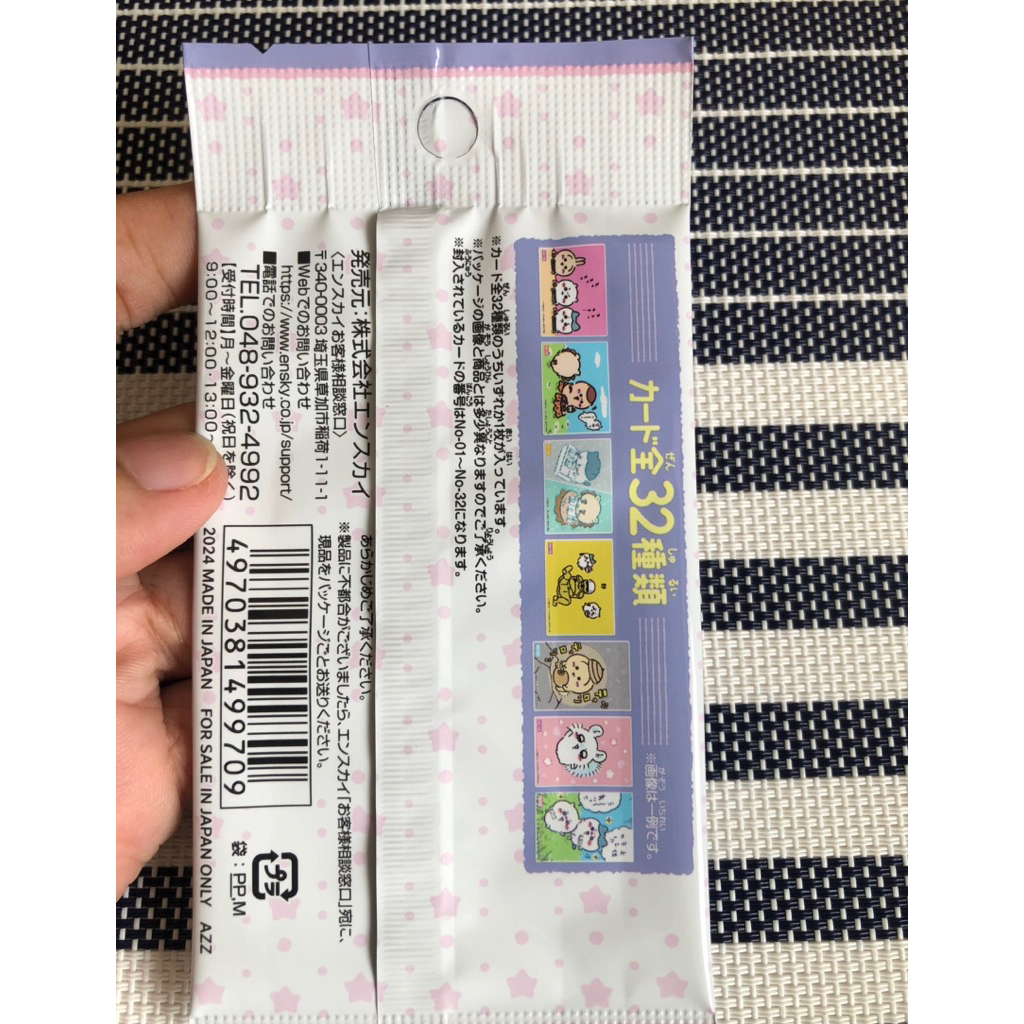 カード全32種類
※画像は一例です。
※カード全32種類のうちいずれか1枚が入っています。
※パッケージの画像と商品とは多少異なりますのでご了承ください。
※封入されているカードの番号はNo-01～No-32になります。
発売元：株式会社エンスカイ
〈エンスカイお客様相談窓口〉
〒340-0003 埼玉県草加市稲荷1-11-1
■Webでのお問い合わせ
https://www.ensky.co.jp/support/
■電話でのお問い合わせ
TEL.048-932-4992
【受付時間】月～金曜日(祝日を除く)
9:00～12:00・13:00～
あらかじめご了承ください。
※製品に不都合がございましたら、エンスカイ「お客様相談窓口」宛に、
現品をパッケージごとお送りください。
4970381499709
プラ
袋：PP,M
2024 MADE IN JAPAN FOR SALE IN JAPAN ONLY AZZ